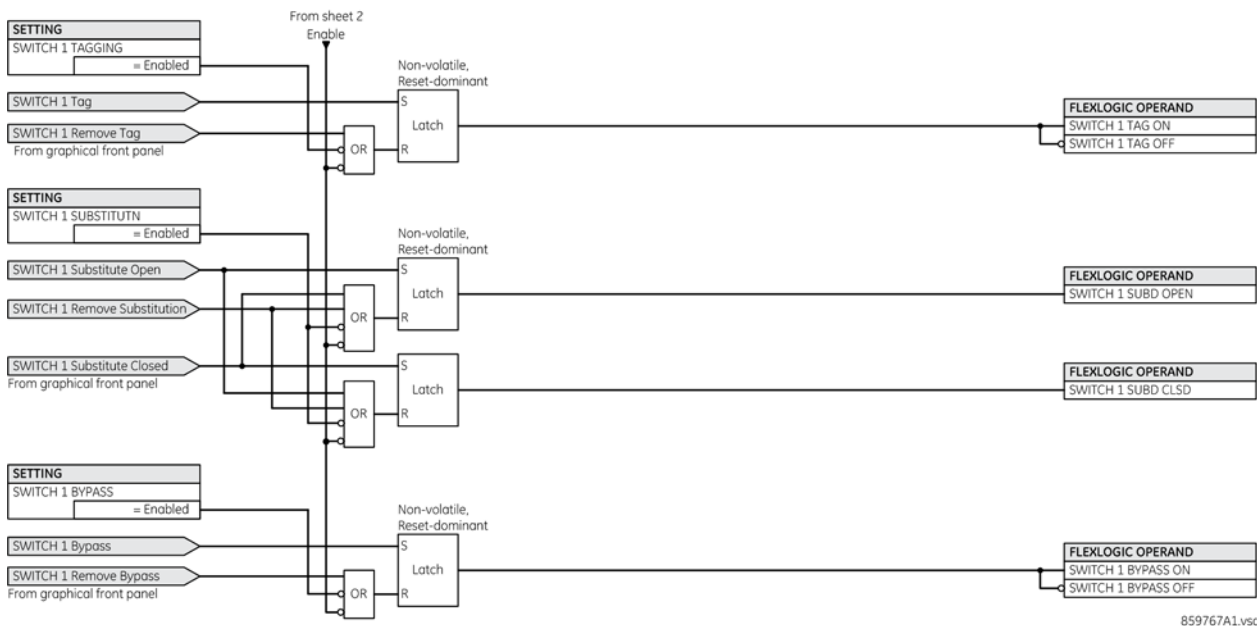 From sheet 2
Enable
SETTING
SWITCH 1 TAGGING
= Enabled
Non-volatile,
Reset-dominant
SWITCH 1 Tag
S
Latch
R
SWITCH 1 Remove Tag
From graphical front panel
OR
FLEXLOGIC OPERAND
SWITCH 1 TAG ON
SWITCH 1 TAG OFF
SETTING
SWITCH 1 SUBSTITUTN
= Enabled
Non-volatile,
Reset-dominant
SWITCH 1 Substitute Open
S
Latch
R
SWITCH 1 Remove Substitution
OR
FLEXLOGIC OPERAND
SWITCH 1 SUBD OPEN
SWITCH 1 Substitute Closed
From graphical front panel
S
Latch
R
OR
FLEXLOGIC OPERAND
SWITCH 1 SUBD CLSD
SETTING
SWITCH 1 BYPASS
= Enabled
Non-volatile,
Reset-dominant
SWITCH 1 Bypass
S
Latch
R
SWITCH 1 Remove Bypass
From graphical front panel
OR
FLEXLOGIC OPERAND
SWITCH 1 BYPASS ON
SWITCH 1 BYPASS OFF
859767A1.vsd